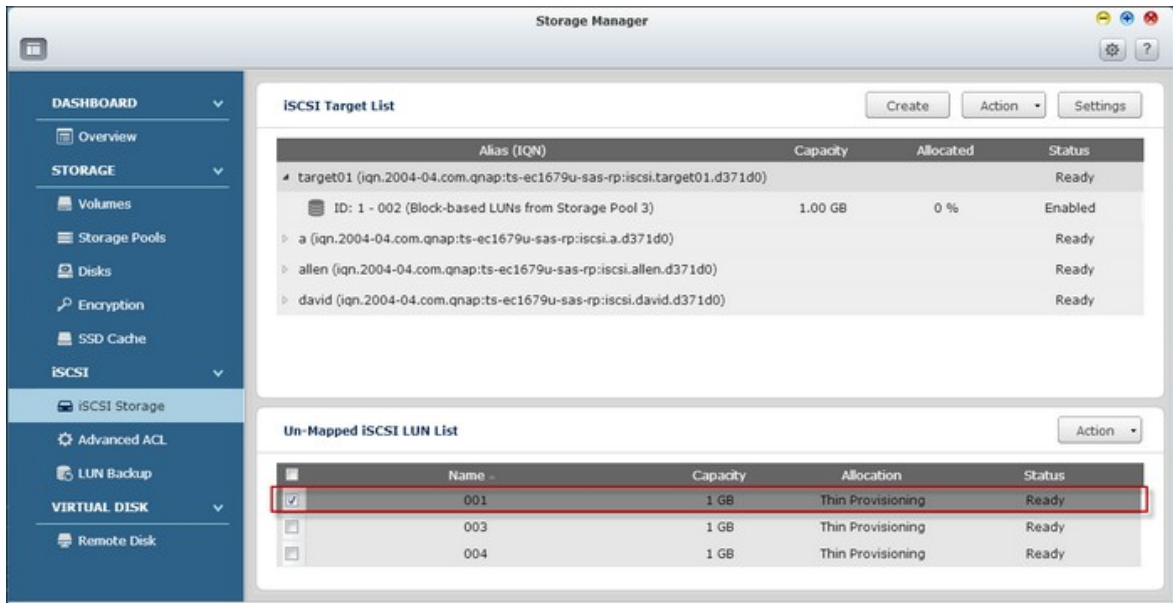 Storage Manager
?
DASHBOARD
Overview
STORAGE
Volumes
Storage Pools
Disks
Encryption
SSD Cache
iSCSI
iSCSI Storage
Advanced ACL
LUN Backup
VIRTUAL DISK
Remote Disk
iSCSI Target List
Create Action Settings
Alias (IQN) Capacity Allocated Status
target01 (iqn.2004-04.com.qnap:ts-ec1679u-sas-rp:iscsi.target01.d371d0) Ready
ID: 1 - 002 (Block-based LUNs from Storage Pool 3) 1.00 GB 0 % Enabled
a (iqn.2004-04.com.qnap:ts-ec1679u-sas-rp:iscsi.a.d371d0) Ready
allen (iqn.2004-04.com.qnap:ts-ec1679u-sas-rp:iscsi.allen.d371d0) Ready
david (iqn.2004-04.com.qnap:ts-ec1679u-sas-rp:iscsi.david.d371d0) Ready
Un-Mapped iSCSI LUN List
Action
Name Capacity Allocation Status
001 1 GB Thin Provisioning Ready
003 1 GB Thin Provisioning Ready
004 1 GB Thin Provisioning Ready